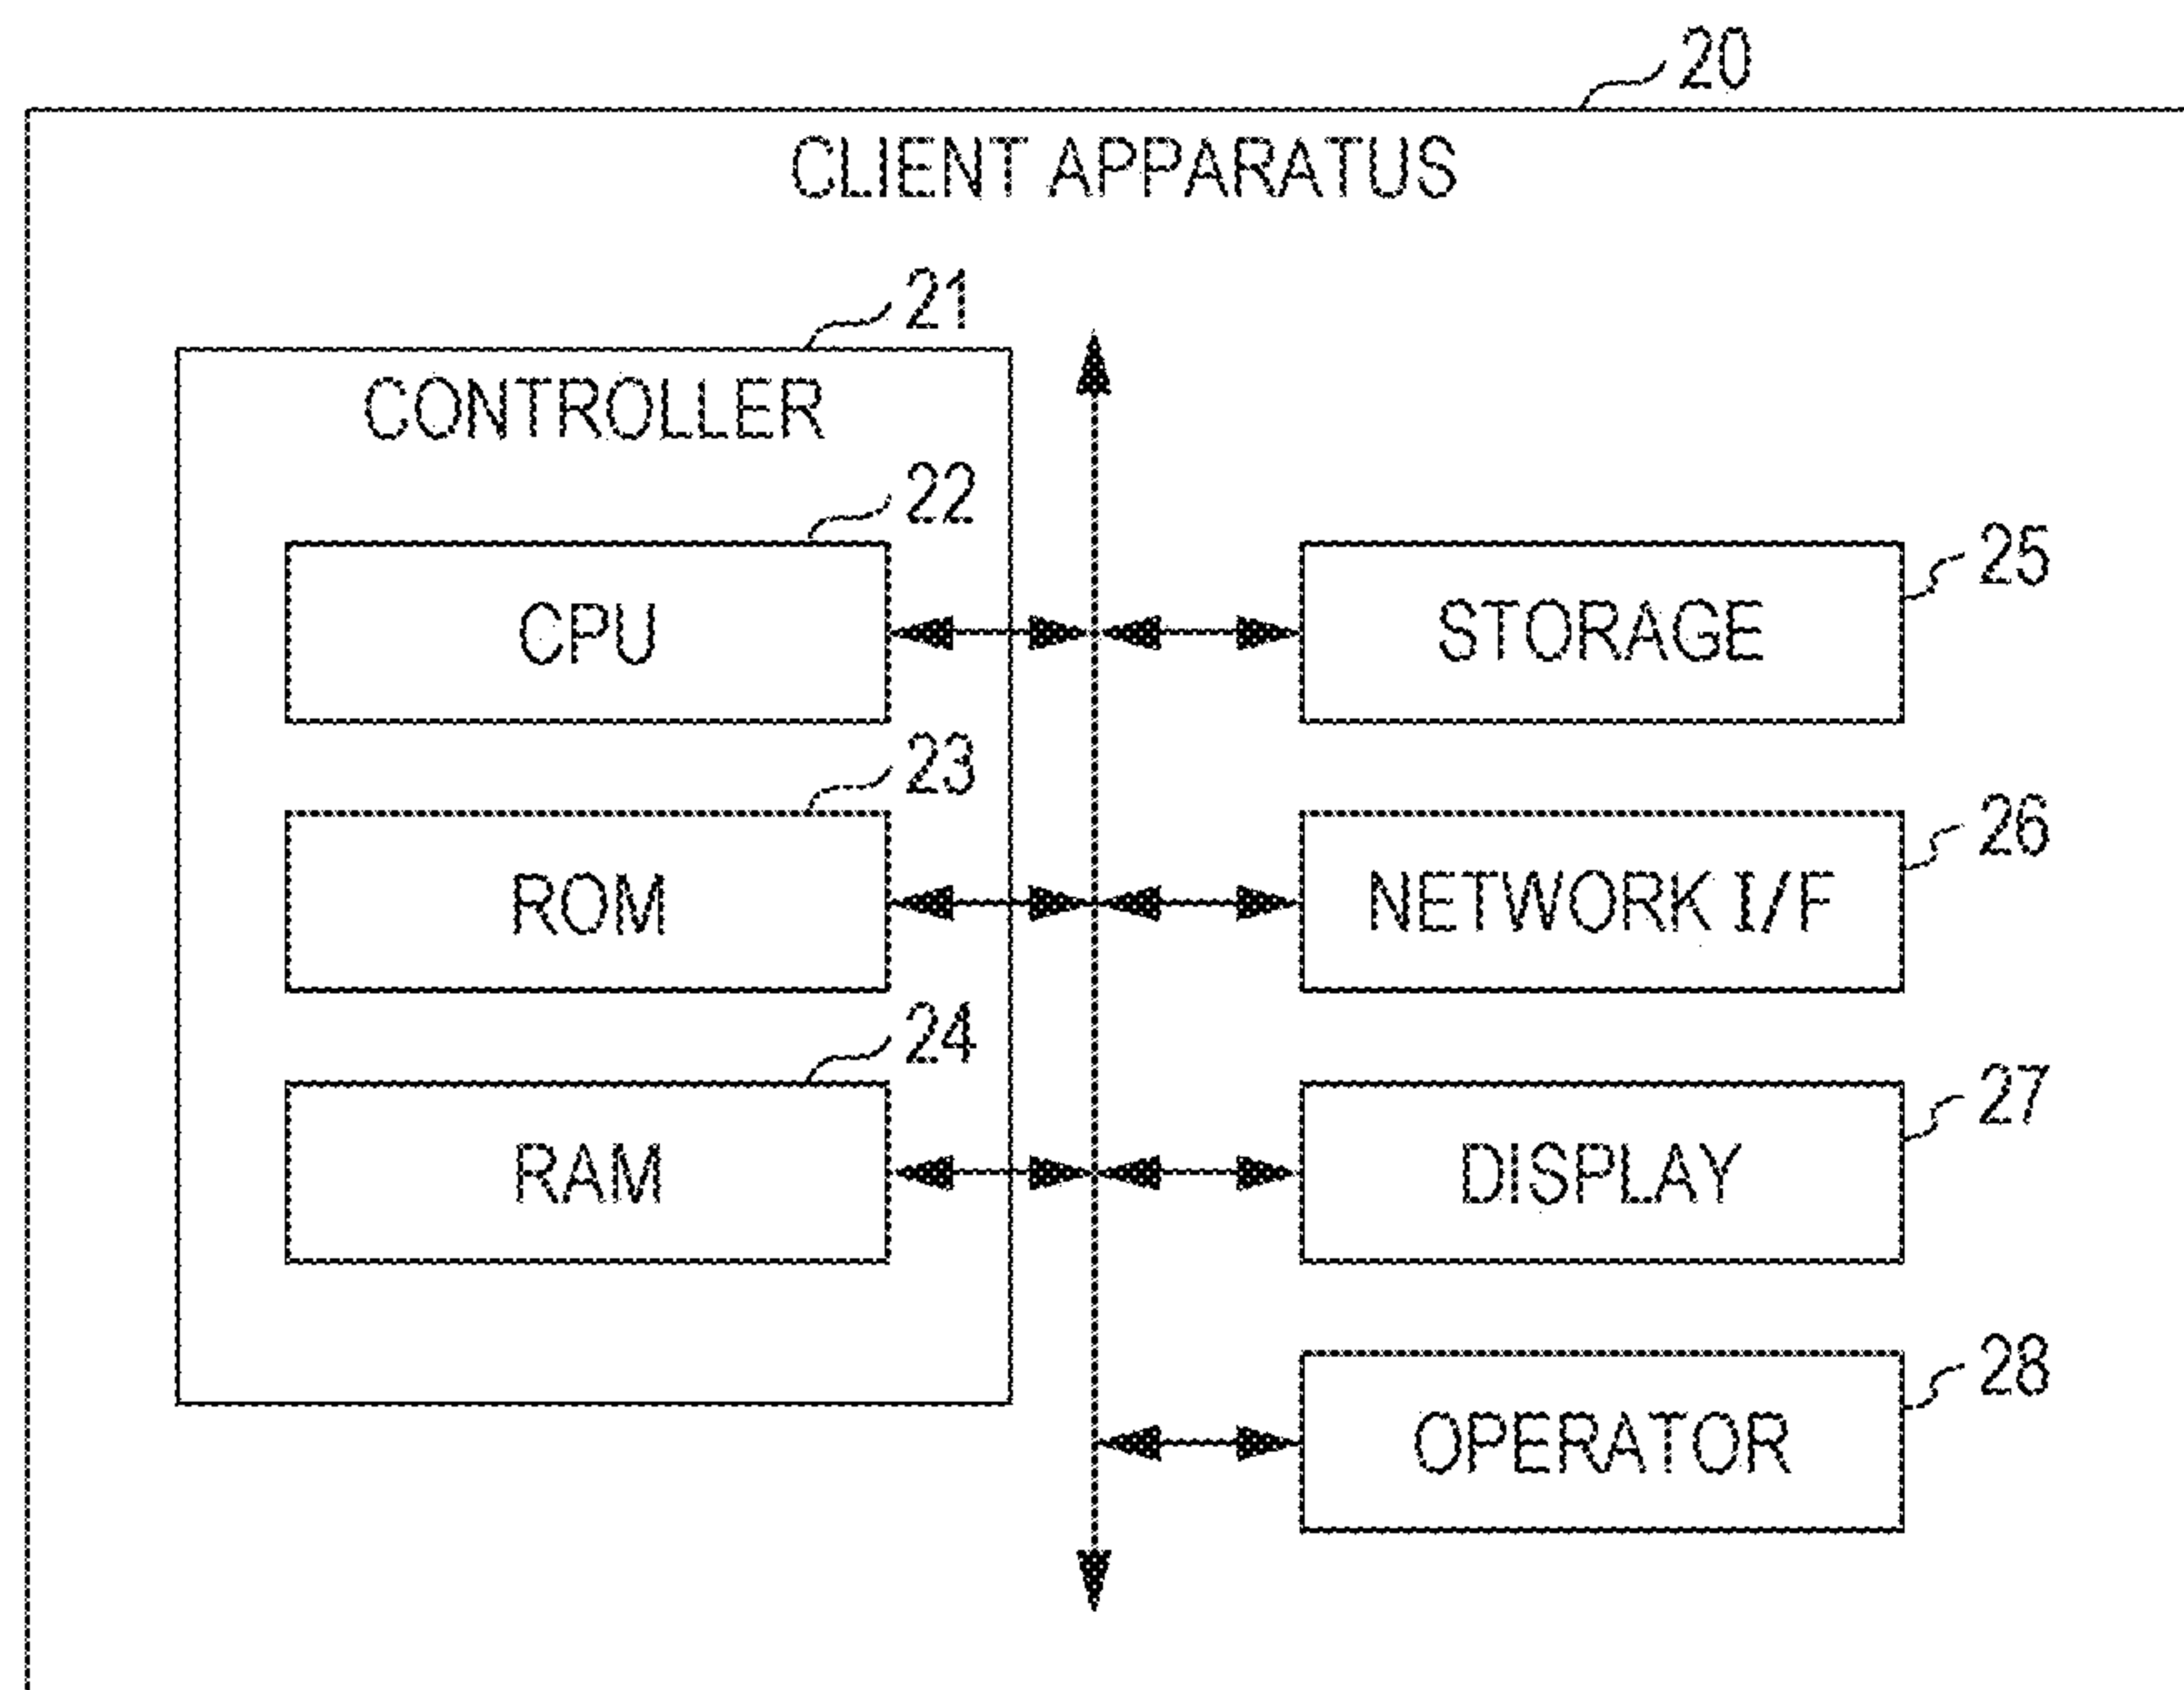 20
CLIENT APPARATUS
21
CONTROLLER
22
CPU
23
ROM
24
RAM
25
STORAGE
26
NETWORK I/F
27
DISPLAY
28
OPERATOR